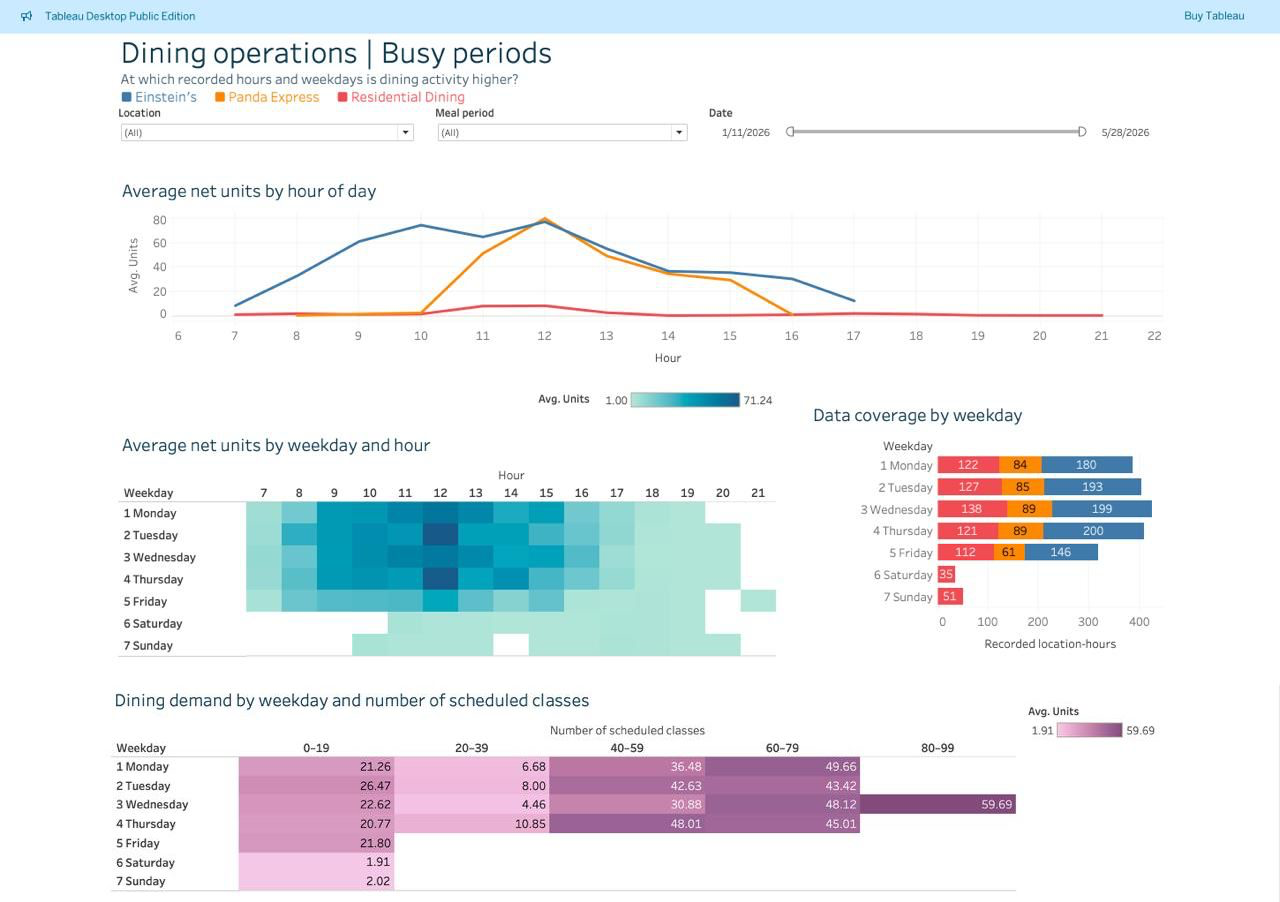 Tableau Desktop Public Edition Buy Tableau
Dining operations | Busy periods
At which recorded hours and weekdays is dining activity higher?
Einstein's Panda Express Residential Dining
Location Meal period Date
(All) (All) 1/11/2026 5/28/2026
Average net units by hour of day
80
60
40
20
0
Avg. Units
6 7 8 9 10 11 12 13 14 15 16 17 18 19 20 21 22
Hour
Avg. Units 1.00 71.24
Average net units by weekday and hour
Hour
Weekday 7 8 9 10 11 12 13 14 15 16 17 18 19 20 21
1 Monday
2 Tuesday
3 Wednesday
4 Thursday
5 Friday
6 Saturday
7 Sunday
Data coverage by weekday
Weekday
1 Monday 122 84 180
2 Tuesday 127 85 193
3 Wednesday 138 89 199
4 Thursday 121 89 200
5 Friday 112 61 146
6 Saturday 35
7 Sunday 51
0 100 200 300 400
Recorded location-hours
Dining demand by weekday and number of scheduled classes
Avg. Units
1.91 59.69
Number of scheduled classes
Weekday 0–19 20–39 40–59 60–79 80–99
1 Monday 21.26 6.68 36.48 49.66
2 Tuesday 26.47 8.00 42.63 43.42
3 Wednesday 22.62 4.46 30.88 48.12 59.69
4 Thursday 20.77 10.85 48.01 45.01
5 Friday 21.80
6 Saturday 1.91
7 Sunday 2.02